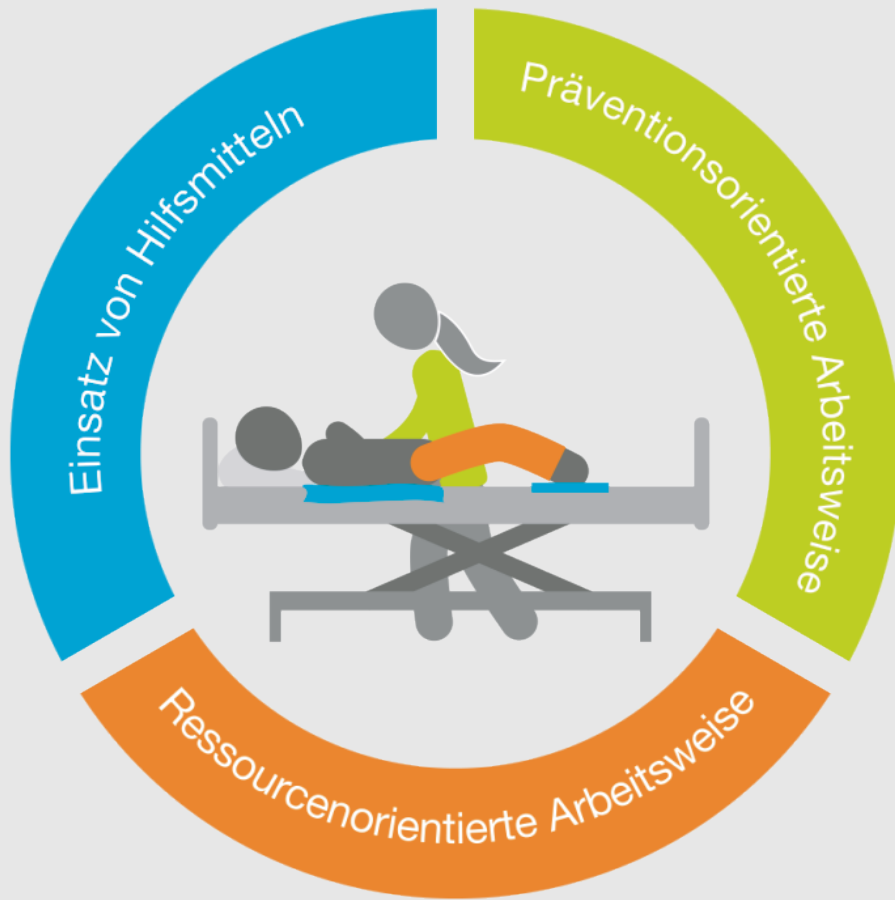 Einsatz von Hilfsmitteln
Präventionsorientierte Arbeitsweise
Ressourcenorientierte Arbeitsweise